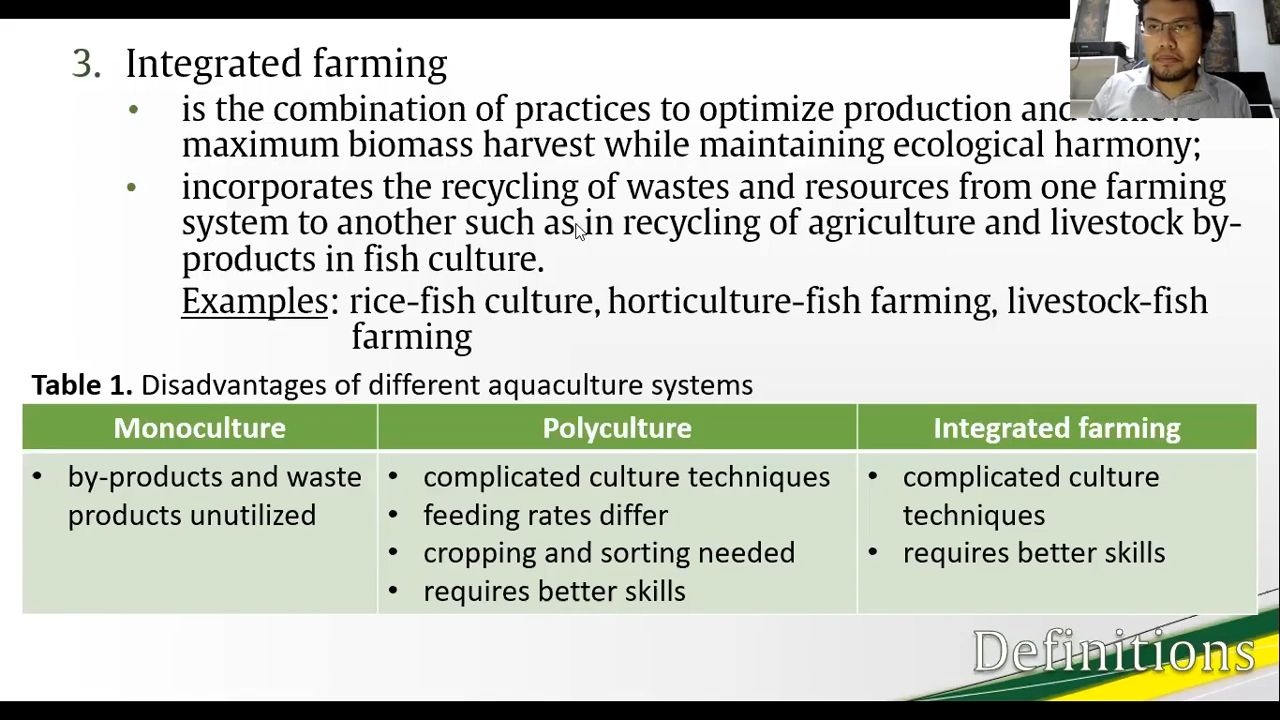 3. Integrated farming
• is the combination of practices to optimize production and achieve
maximum biomass harvest while maintaining ecological harmony;
• incorporates the recycling of wastes and resources from one farming
system to another such as in recycling of agriculture and livestock by-
products in fish culture.
Examples: rice-fish culture, horticulture-fish farming, livestock-fish
farming
Table 1. Disadvantages of different aquaculture systems
Monoculture
Polyculture
Integrated farming
• by-products and waste
products unutilized
• complicated culture techniques
• feeding rates differ
• cropping and sorting needed
• requires better skills
• complicated culture
techniques
• requires better skills
Definitions